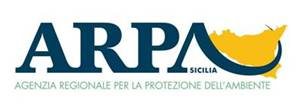 ARPA
SICILIA
AGENZIA REGIONALE PER LA PROTEZIONE DELL'AMBIENTE